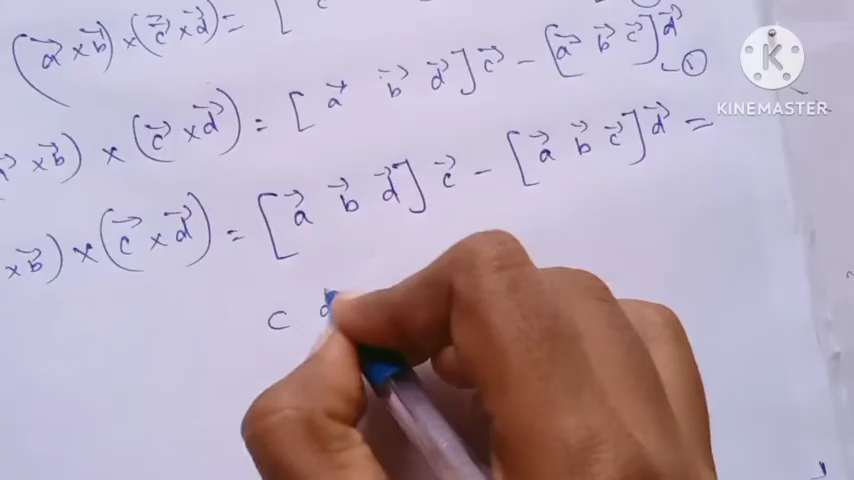 (a⃗ × b⃗) × (c⃗ × d⃗) = [ c
a⃗ × b⃗) × (c⃗ × d⃗) = [a⃗ b⃗ d⃗] c⃗ − [a⃗ b⃗ c⃗] d⃗ —①
× b⃗) × (c⃗ × d⃗) = [a⃗ b⃗ d⃗] c⃗ − [a⃗ b⃗ c⃗] d⃗ =
c d
KINEMASTER